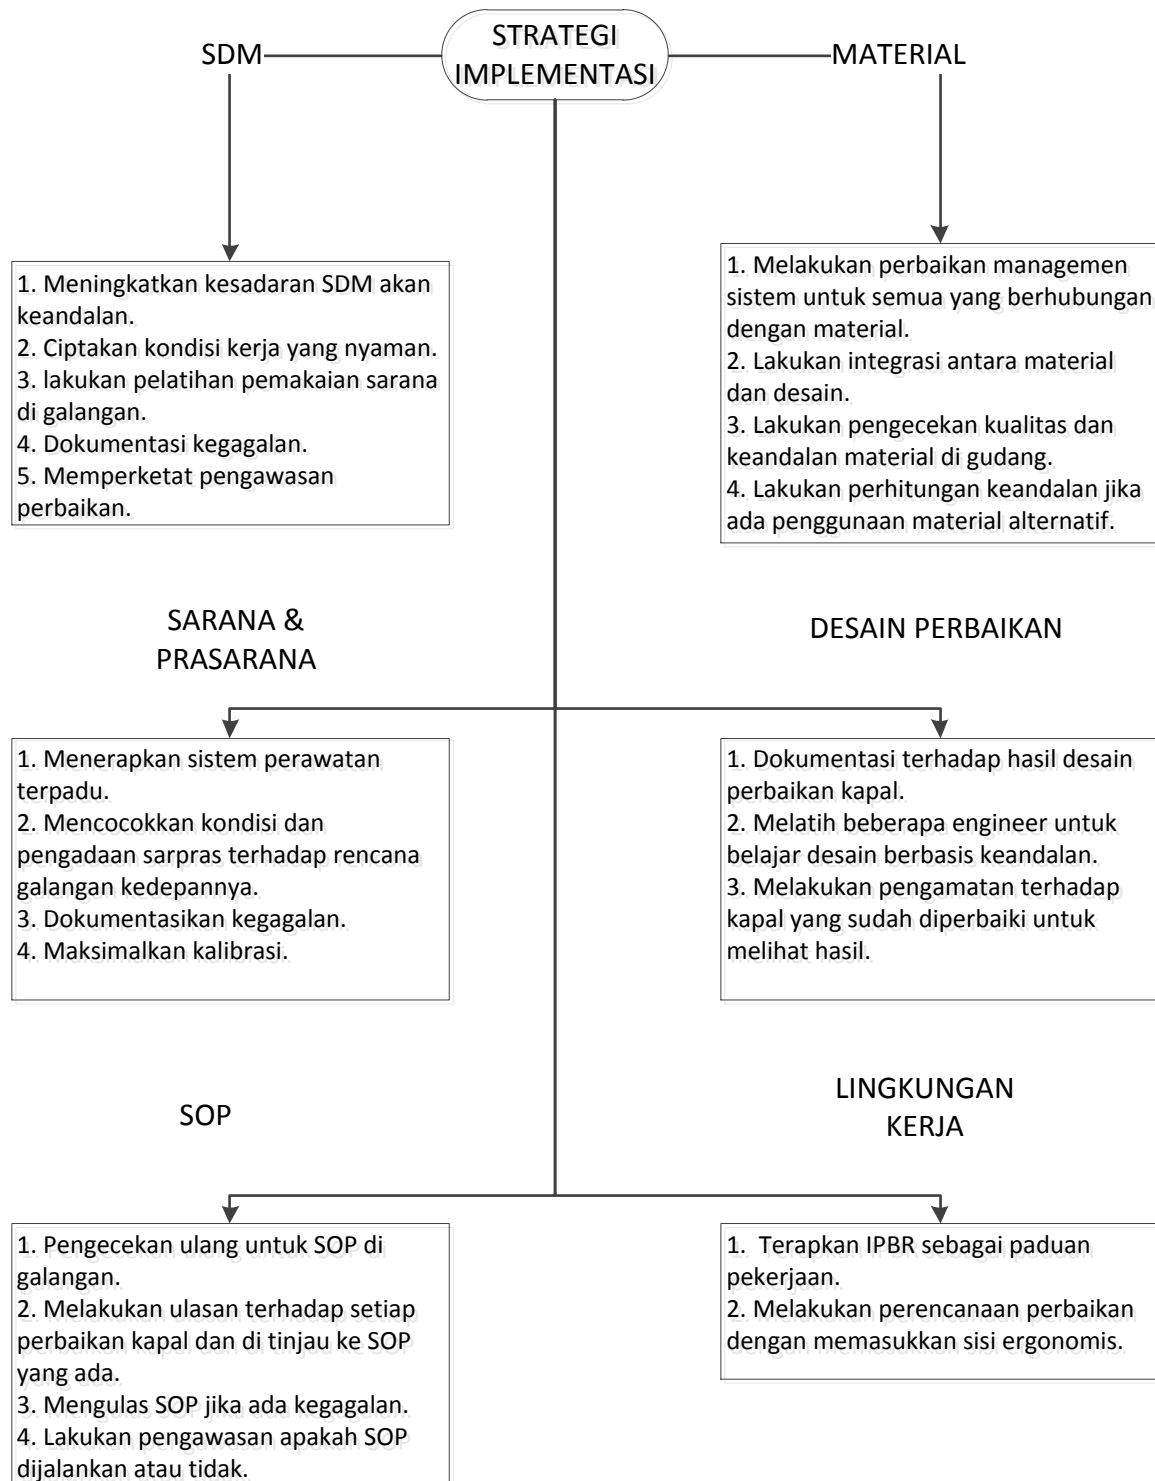 STRATEGI
IMPLEMENTASI
SDM
MATERIAL
1. Meningkatkan kesadaran SDM akan
keandalan.
2. Ciptakan kondisi kerja yang nyaman.
3. lakukan pelatihan pemakaian sarana
di galangan.
4. Dokumentasi kegagalan.
5. Memperketat pengawasan
perbaikan.
1. Melakukan perbaikan managemen
sistem untuk semua yang berhubungan
dengan material.
2. Lakukan integrasi antara material
dan desain.
3. Lakukan pengecekan kualitas dan
keandalan material di gudang.
4. Lakukan perhitungan keandalan jika
ada penggunaan material alternatif.
SARANA &
PRASARANA
DESAIN PERBAIKAN
1. Menerapkan sistem perawatan
terpadu.
2. Mencocokkan kondisi dan
pengadaan sarpras terhadap rencana
galangan kedepannya.
3. Dokumentasikan kegagalan.
4. Maksimalkan kalibrasi.
1. Dokumentasi terhadap hasil desain
perbaikan kapal.
2. Melatih beberapa engineer untuk
belajar desain berbasis keandalan.
3. Melakukan pengamatan terhadap
kapal yang sudah diperbaiki untuk
melihat hasil.
SOP
LINGKUNGAN
KERJA
1. Pengecekan ulang untuk SOP di
galangan.
2. Melakukan ulasan terhadap setiap
perbaikan kapal dan di tinjau ke SOP
yang ada.
3. Mengulas SOP jika ada kegagalan.
4. Lakukan pengawasan apakah SOP
dijalankan atau tidak.
1.  Terapkan IPBR sebagai paduan
pekerjaan.
2. Melakukan perencanaan perbaikan
dengan memasukkan sisi ergonomis.